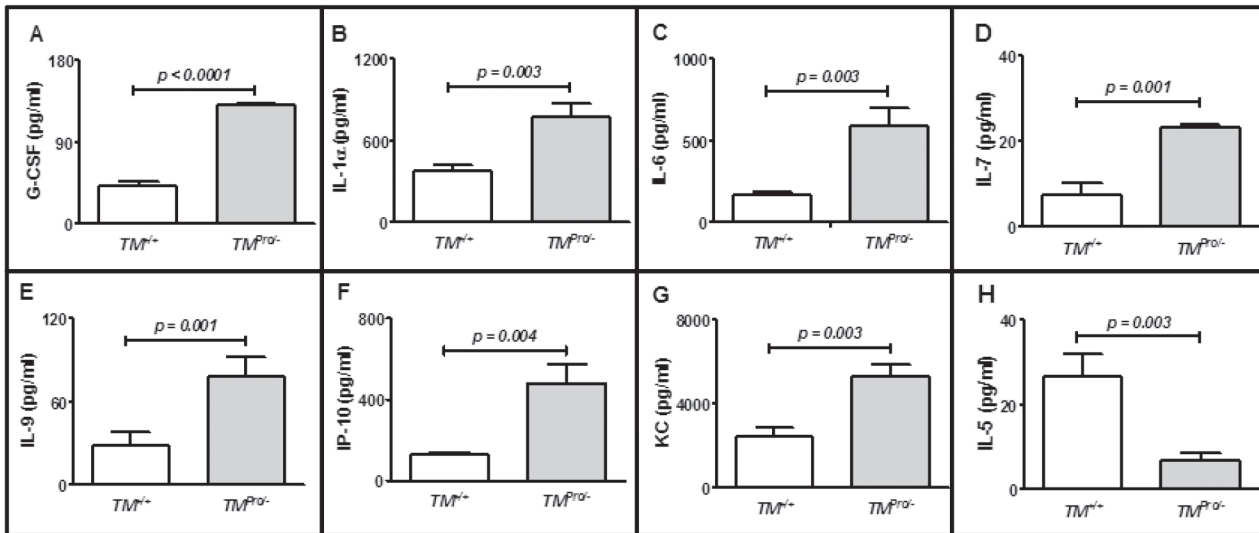 A
G-CSF (pg/ml)
180
90
0
p < 0.0001
TM+/+
TMPro/-
B
IL-1α (pg/ml)
1200
600
0
p = 0.003
TM+/+
TMPro/-
C
IL-6 (pg/ml)
1000
500
0
p = 0.003
TM+/+
TMPro/-
D
IL-7 (pg/ml)
40
20
0
p = 0.001
TM+/+
TMPro/-
E
IL-9 (pg/ml)
120
60
0
p = 0.001
TM+/+
TMPro/-
F
IP-10 (pg/ml)
800
400
0
p = 0.004
TM+/+
TMPro/-
G
KC (pg/ml)
8000
4000
0
p = 0.003
TM+/+
TMPro/-
H
IL-5 (pg/ml)
40
20
0
p = 0.003
TM+/+
TMPro/-